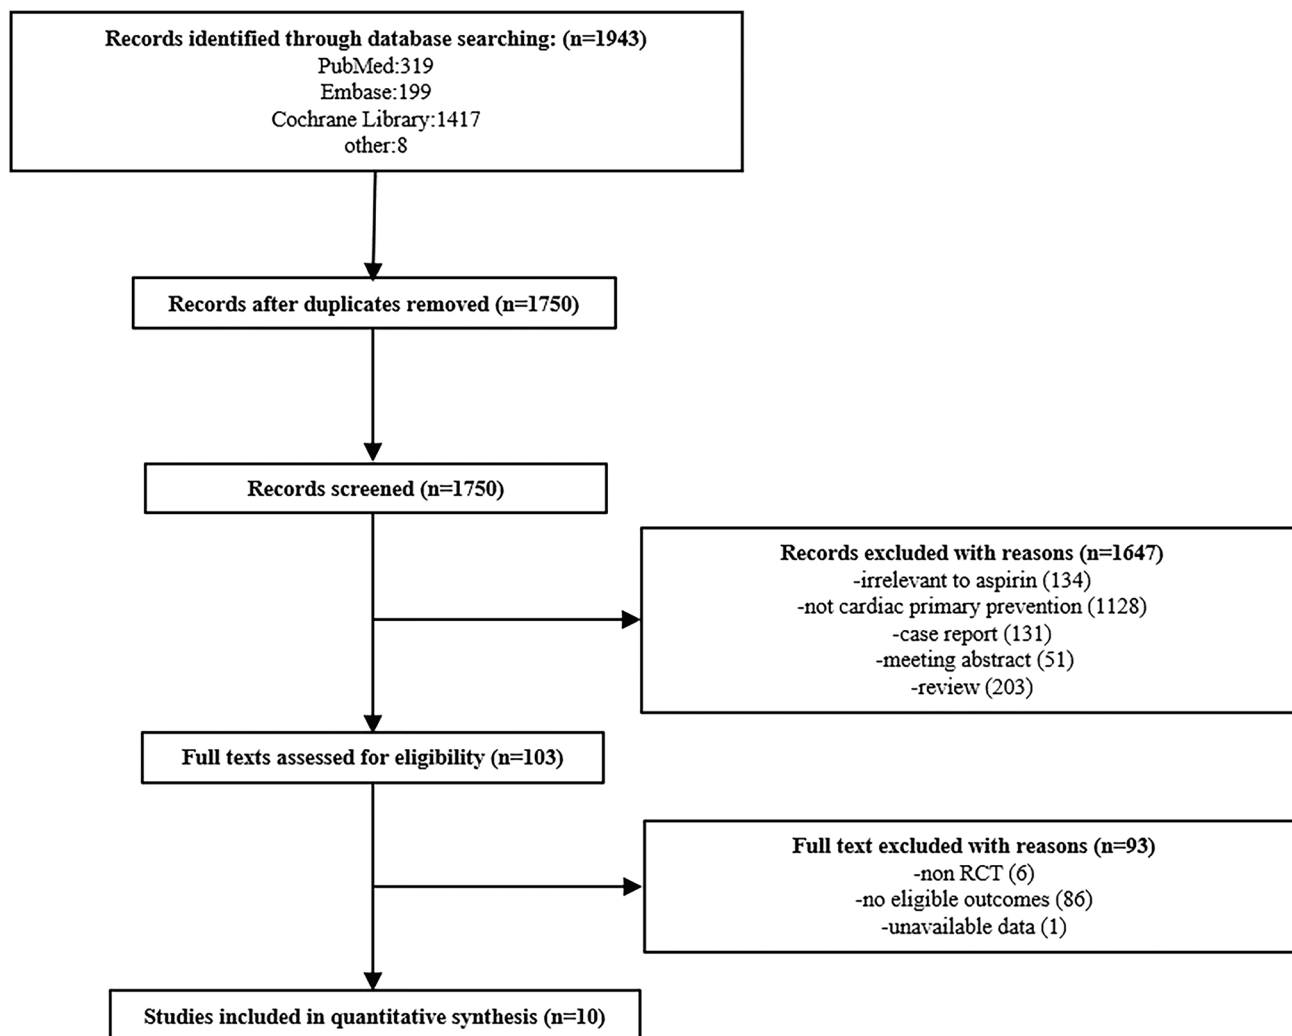 Records identified through database searching: (n=1943)
PubMed:319
Embase:199
Cochrane Library:1417
other:8
Records after duplicates removed (n=1750)
Records screened (n=1750)
Records excluded with reasons (n=1647)
-irrelevant to aspirin (134)
-not cardiac primary prevention (1128)
-case report (131)
-meeting abstract (51)
-review (203)
Full texts assessed for eligibility (n=103)
Full text excluded with reasons (n=93)
-non RCT (6)
-no eligible outcomes (86)
-unavailable data (1)
Studies included in quantitative synthesis (n=10)